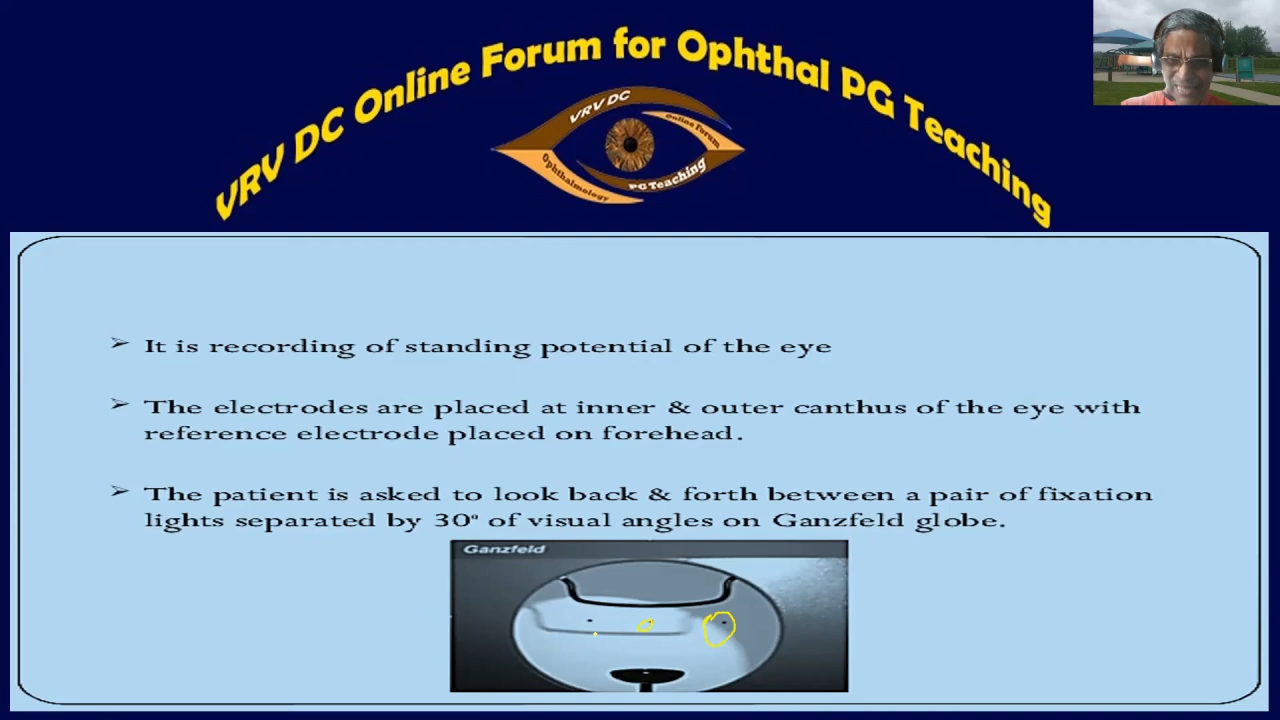 VRV DC Online Forum for Ophthal PG Teaching
VRV DC
Online Forum
Ophthalmology
PG Teaching
➢ It is recording of standing potential of the eye
➢ The electrodes are placed at inner & outer canthus of the eye with
reference electrode placed on forehead.
➢ The patient is asked to look back & forth between a pair of fixation
lights separated by 30º of visual angles on Ganzfeld globe.
Ganzfeld